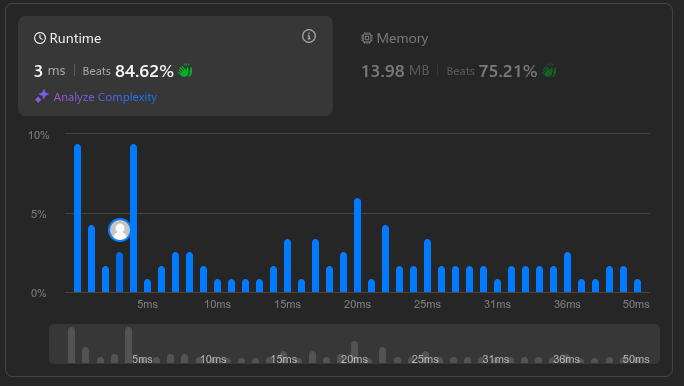 Runtime
3 ms | Beats 84.62%
Analyze Complexity
Memory
13.98 MB | Beats 75.21%
10%
5%
0%
5ms 10ms 15ms 20ms 25ms 31ms 36ms 50ms
5ms 10ms 15ms 20ms 25ms 31ms 36ms 50ms